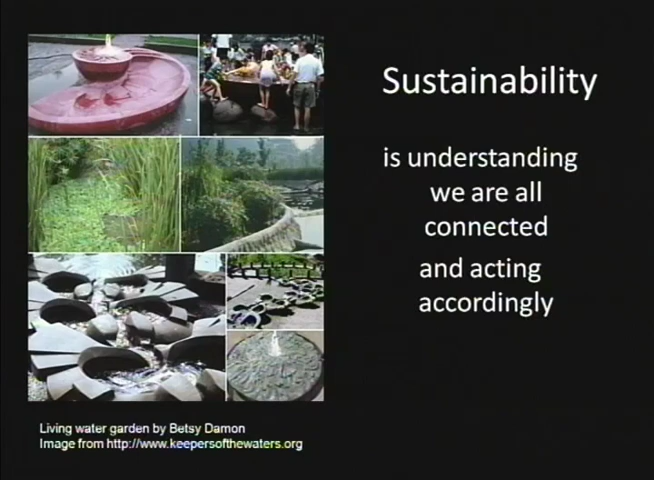 Sustainability
is understanding
we are all
connected
and acting
accordingly
Living water garden by Betsy Damon
Image from http://www.keepersofthewaters.org